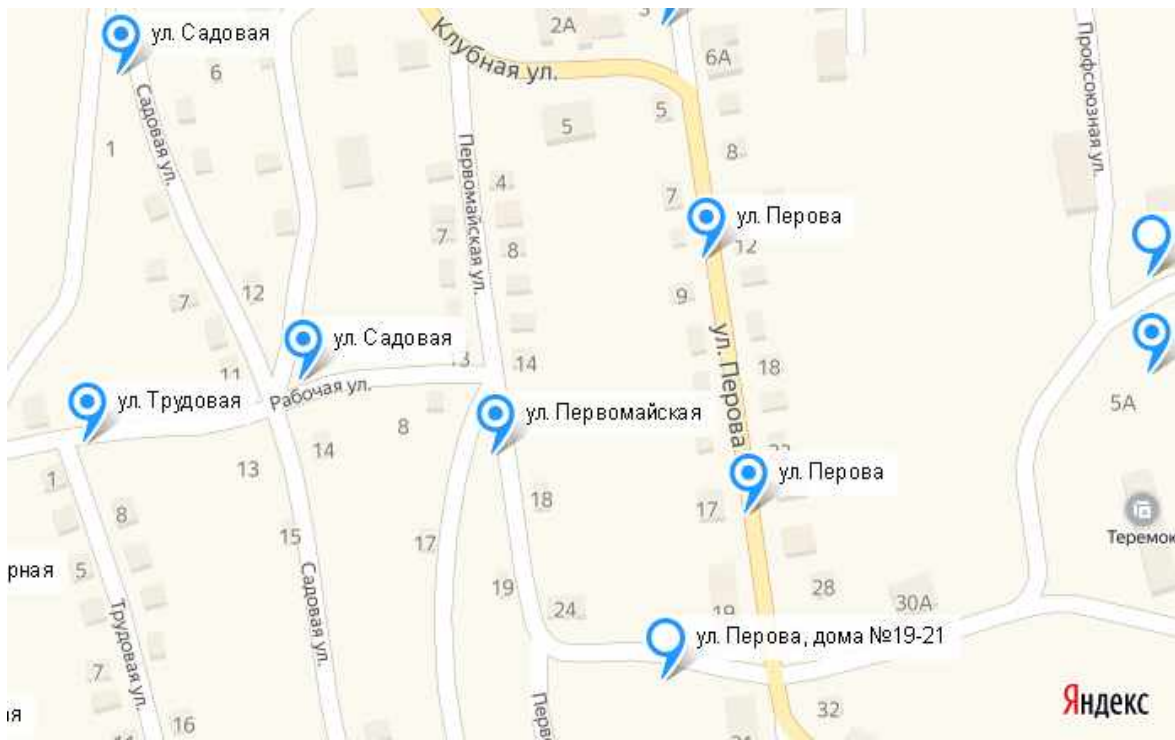 2А
ул. Садовая
Клубная ул.
6А
6
5
Профсоюзная ул.
5
Садовая ул.
1
Первомайская ул.
8
4
7
ул. Перова
7
8
12
7
12
9
ул. Садовая
ул. Перова
13
14
18
11
Рабочая ул.
ул. Трудовая
5А
ул. Первомайская
8
14
13
ул. Перова
1
18
17
8
Теремок
15
17
рная
5
19
28
Садовая ул.
30А
24
19
Трудовая ул.
ул. Перова, дома №19-21
7
Яндекс
32
ая
16